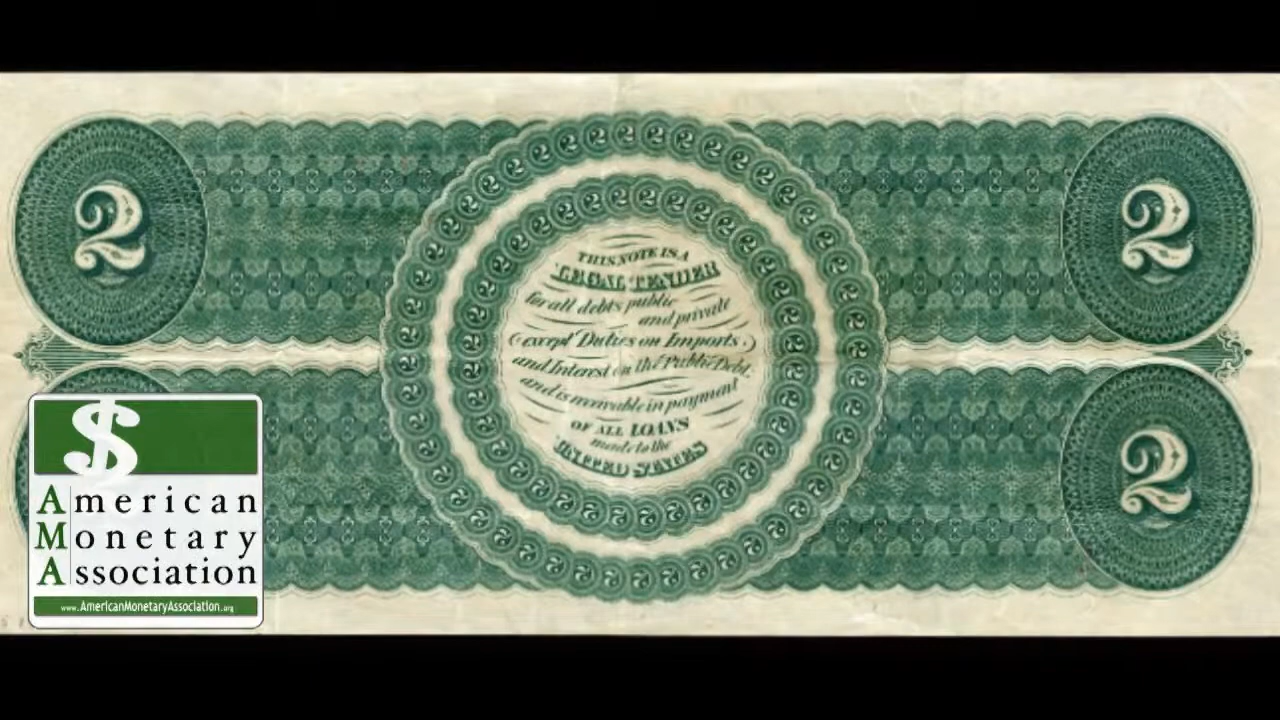 2
2
THIS NOTE IS A
LEGAL TENDER
for all debts public
and private
(except Duties on Imports.)
and Interest on the Public Debt,
and is receivable in payment
OF ALL LOANS
made to the
UNITED STATES
2
$
American
Monetary
Association
www.AmericanMonetaryAssociation.org